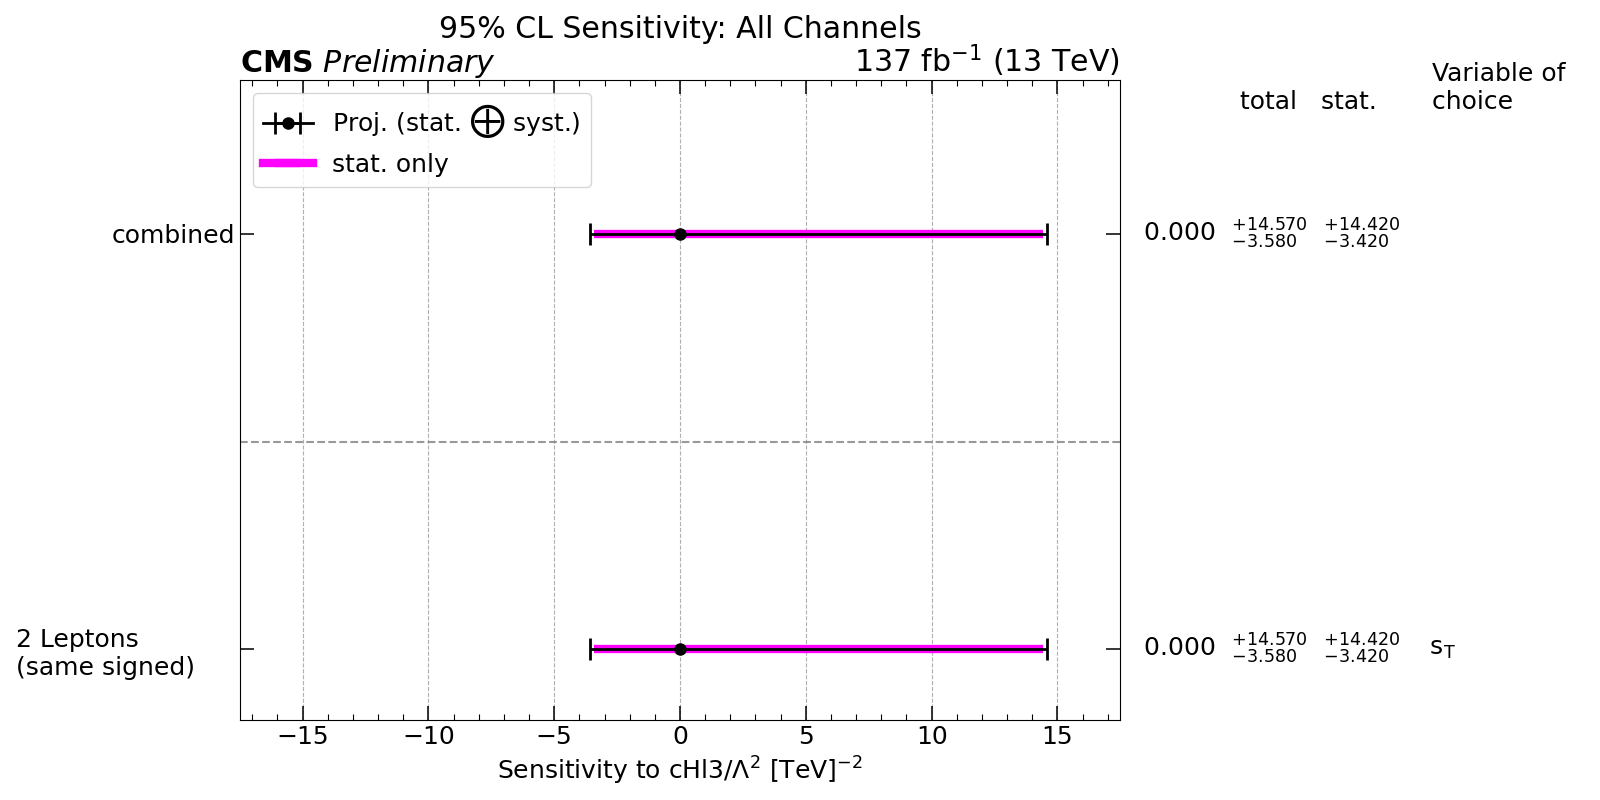 95% CL Sensitivity: All Channels
CMS Preliminary 137 fb⁻¹ (13 TeV)
Variable of
total stat. choice
Proj. (stat. ⊕ syst.)
stat. only
combined 0.000 +14.570 −3.580 +14.420 −3.420
2 Leptons
(same signed) 0.000 +14.570 −3.580 +14.420 −3.420 s_T
−15 −10 −5 0 5 10 15
Sensitivity to cHl3/Λ² [TeV]⁻²